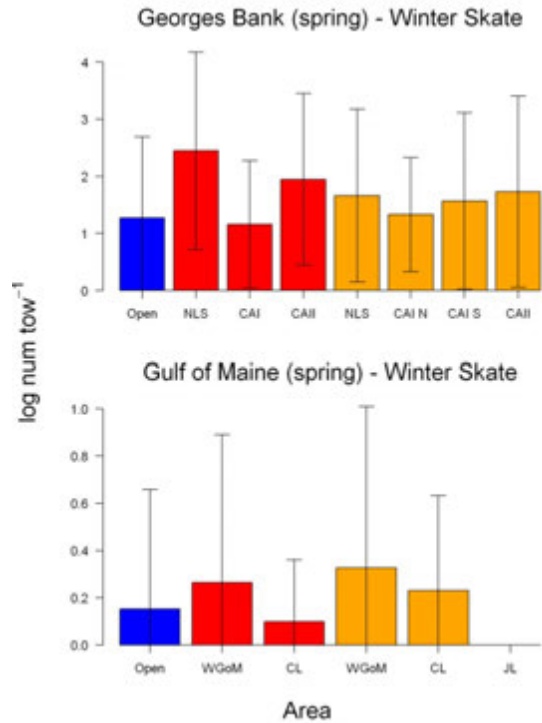 Georges Bank (spring) - Winter Skate
4
3
2
1
0
Open NLS CAI CAII NLS CAI N CAI S CAII
log num tow⁻¹
Gulf of Maine (spring) - Winter Skate
1.0
0.8
0.6
0.4
0.2
0.0
Open WGoM CL WGoM CL JL
Area